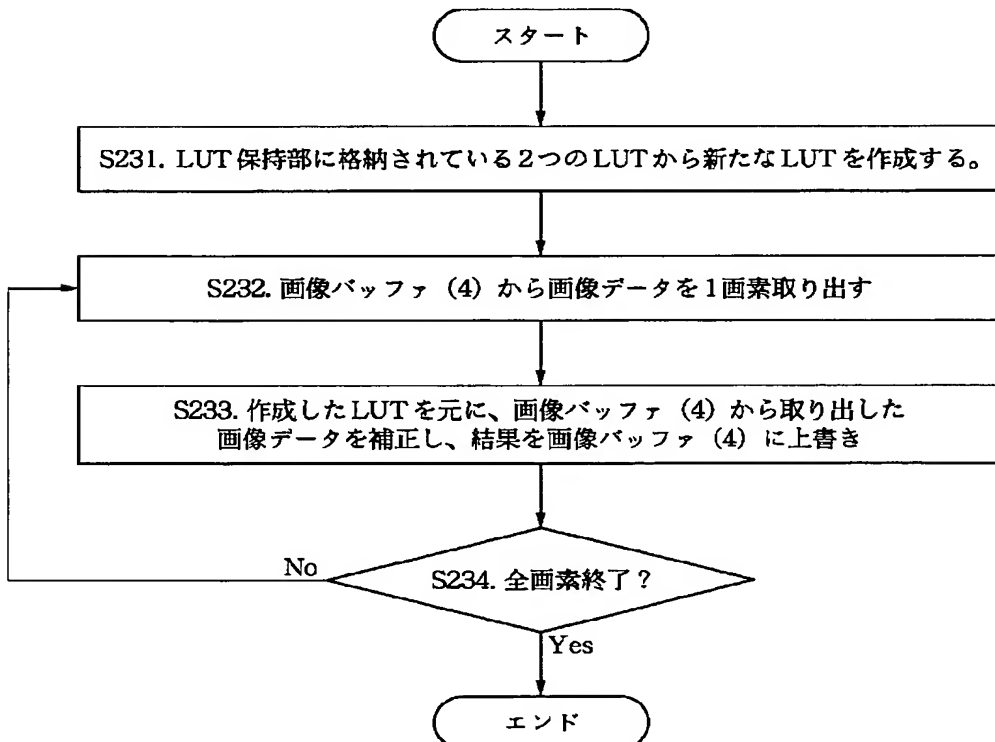 スタート
S231. LUT保持部に格納されている2つのLUTから新たなLUTを作成する。
S232. 画像バッファ (4) から画像データを1画素取り出す
S233. 作成したLUTを元に、画像バッファ (4) から取り出した
画像データを補正し、結果を画像バッファ (4) に上書き
S234. 全画素終了？
No
Yes
エンド